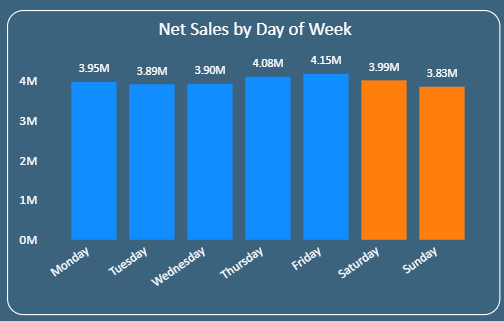 Net Sales by Day of Week
3.95M 3.89M 3.90M 4.08M 4.15M 3.99M 3.83M
4M
3M
2M
1M
0M
Monday Tuesday Wednesday Thursday Friday Saturday Sunday